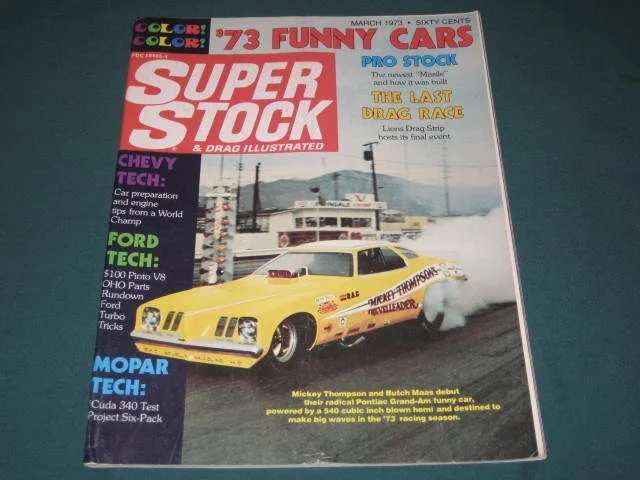 COLOR!
COLOR!
MARCH 1973 • SIXTY CENTS
'73 FUNNY CARS
SUPER
STOCK
& DRAG ILLUSTRATED
PRO STOCK
The newest "Missile"
and how it was built
THE LAST
DRAG RACE
Lions Drag Strip
hosts its final event
CHEVY
TECH:
Car preparation
and engine
tips from a World
Champ
FORD
TECH:
$100 Pinto V8
OHO Parts
Rundown
Ford
Turbo
Tricks
MOPAR
TECH:
'Cuda 340 Test
Project Six-Pack
MICKEY THOMPSON'S
REVELLEADER
Mickey Thompson and Butch Maas debut
their radical Pontiac Grand-Am funny car,
powered by a 540 cubic inch blown hemi and destined to
make big waves in the '73 racing season.